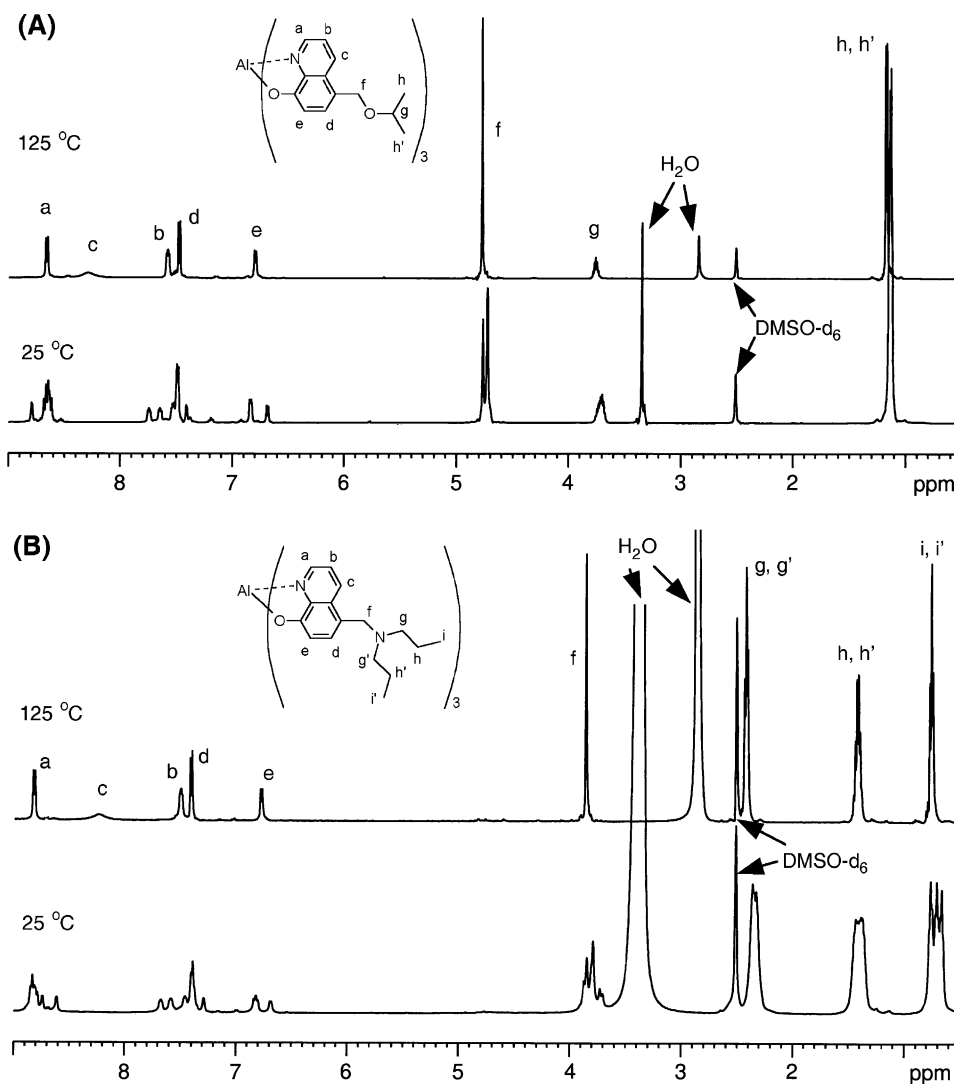 (A)
a b
N c
Al
O
f h
g
O
e d
h'
3
h, h'
f
125 °C
H₂O
a
c
b
d
e
g
DMSO-d₆
25 °C
8 7 6 5 4 3 2 ppm
(B)
a b
N c
Al
O
f g i
N
e d
g' h' h
i'
3
H₂O
g, g'
i, i'
f
h, h'
125 °C
a
c
b
d
e
DMSO-d₆
25 °C
8 7 6 5 4 3 2 ppm